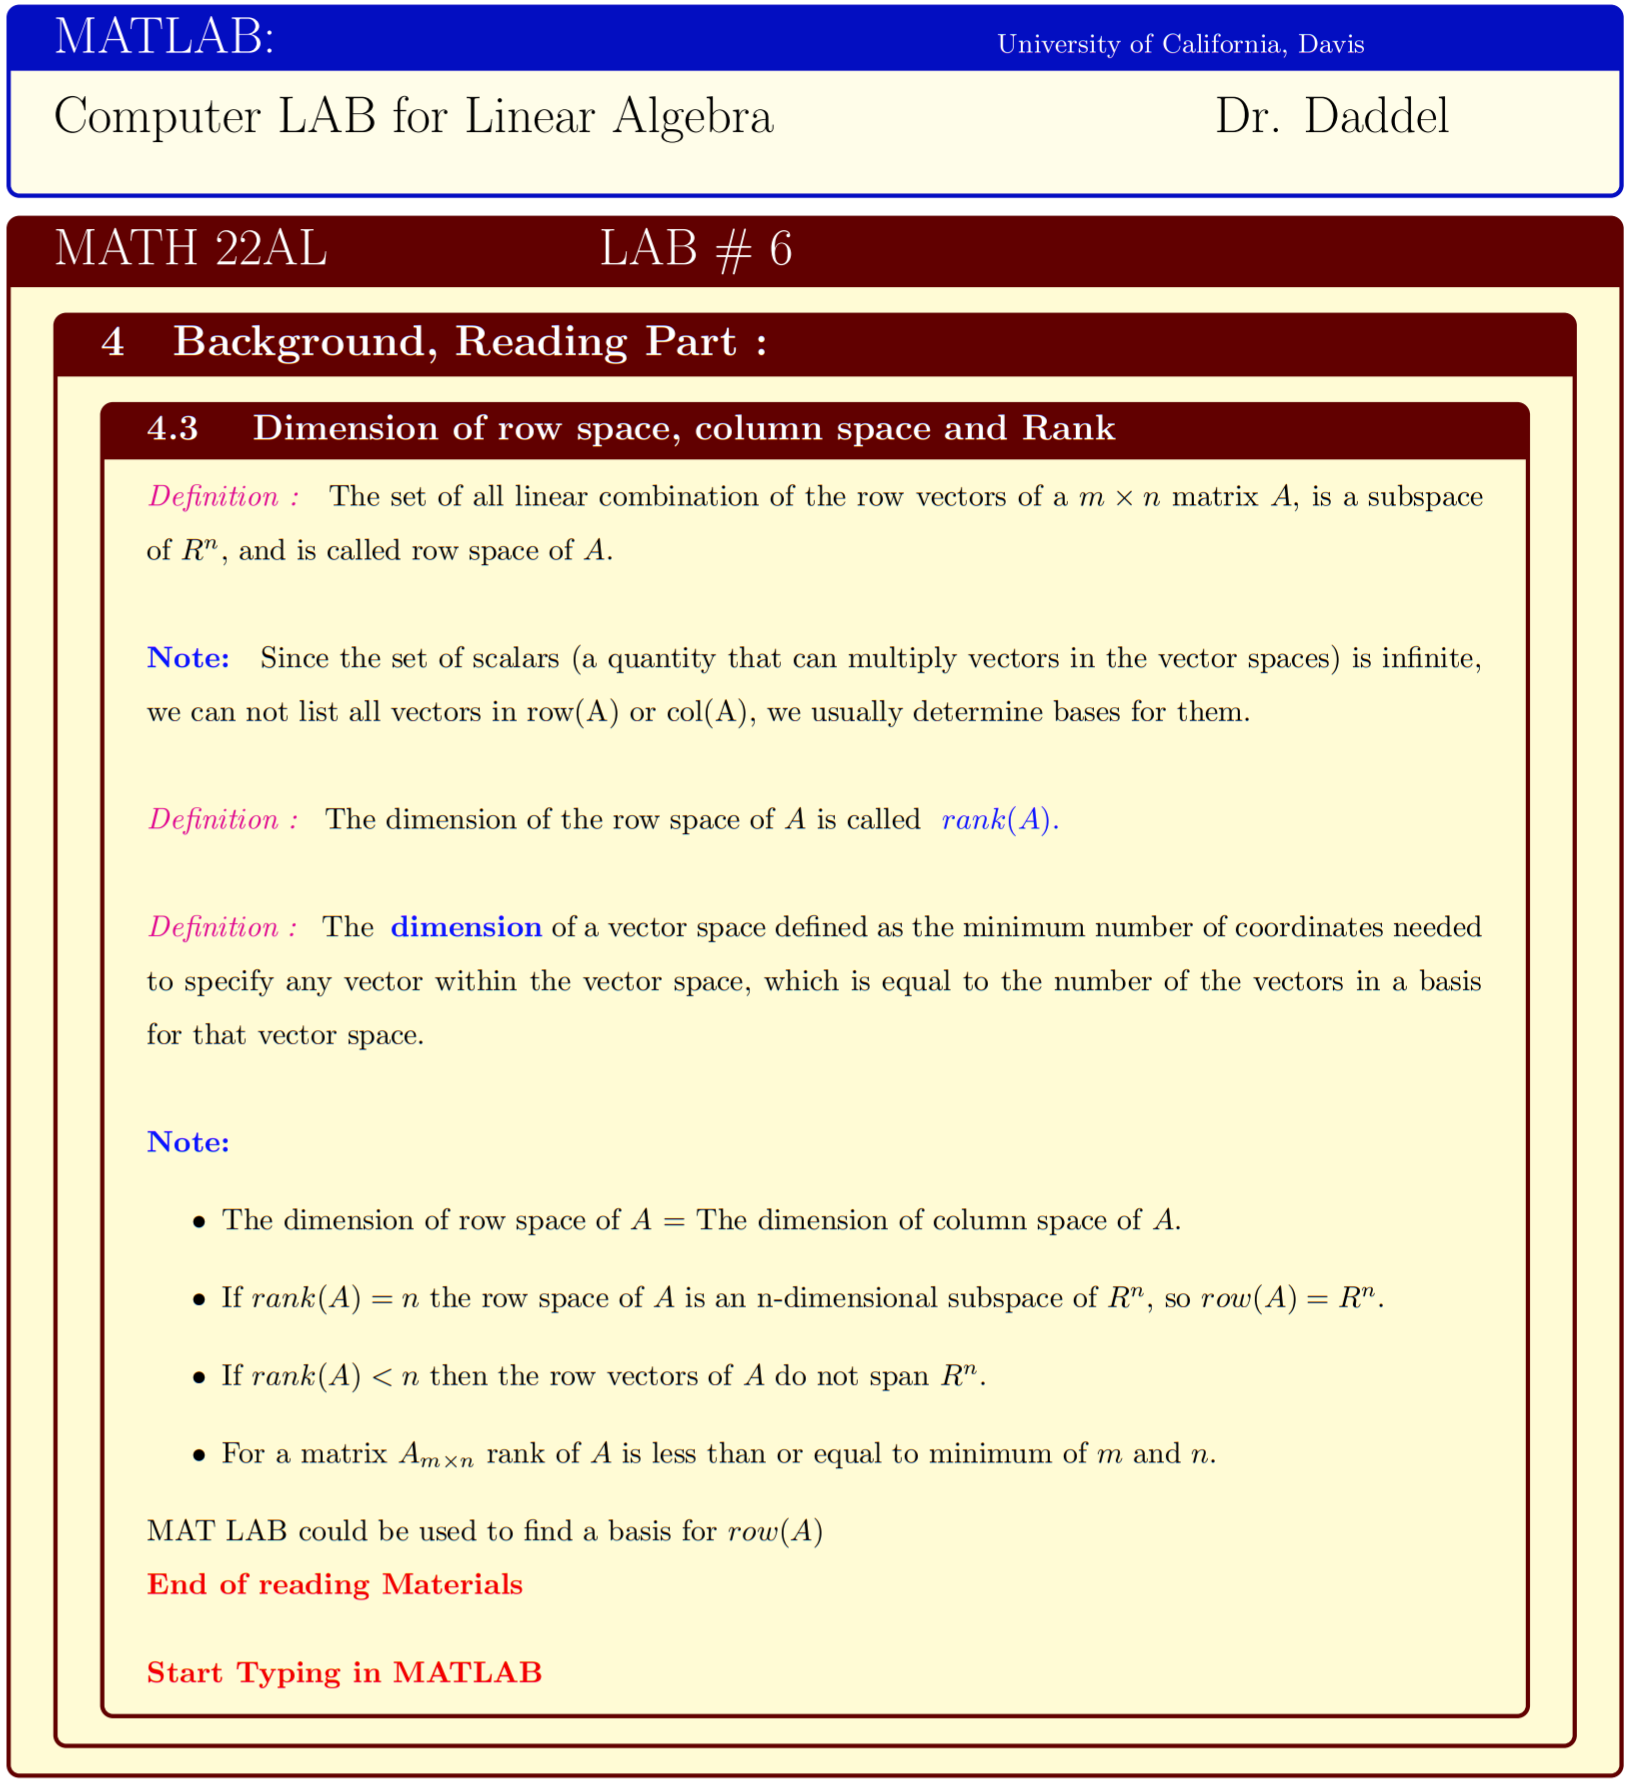 MATLAB: University of California, Davis
Computer LAB for Linear Algebra Dr. Daddel
MATH 22AL LAB # 6
4 Background, Reading Part :
4.3 Dimension of row space, column space and Rank
Definition : The set of all linear combination of the row vectors of a m × n matrix A, is a subspace
of Rⁿ, and is called row space of A.
Note: Since the set of scalars (a quantity that can multiply vectors in the vector spaces) is infinite,
we can not list all vectors in row(A) or col(A), we usually determine bases for them.
Definition : The dimension of the row space of A is called rank(A).
Definition : The dimension of a vector space defined as the minimum number of coordinates needed
to specify any vector within the vector space, which is equal to the number of the vectors in a basis
for that vector space.
Note:
• The dimension of row space of A = The dimension of column space of A.
• If rank(A) = n the row space of A is an n-dimensional subspace of Rⁿ, so row(A) = Rⁿ.
• If rank(A) < n then the row vectors of A do not span Rⁿ.
• For a matrix Aₘ×ₙ rank of A is less than or equal to minimum of m and n.
MAT LAB could be used to find a basis for row(A)
End of reading Materials
Start Typing in MATLAB